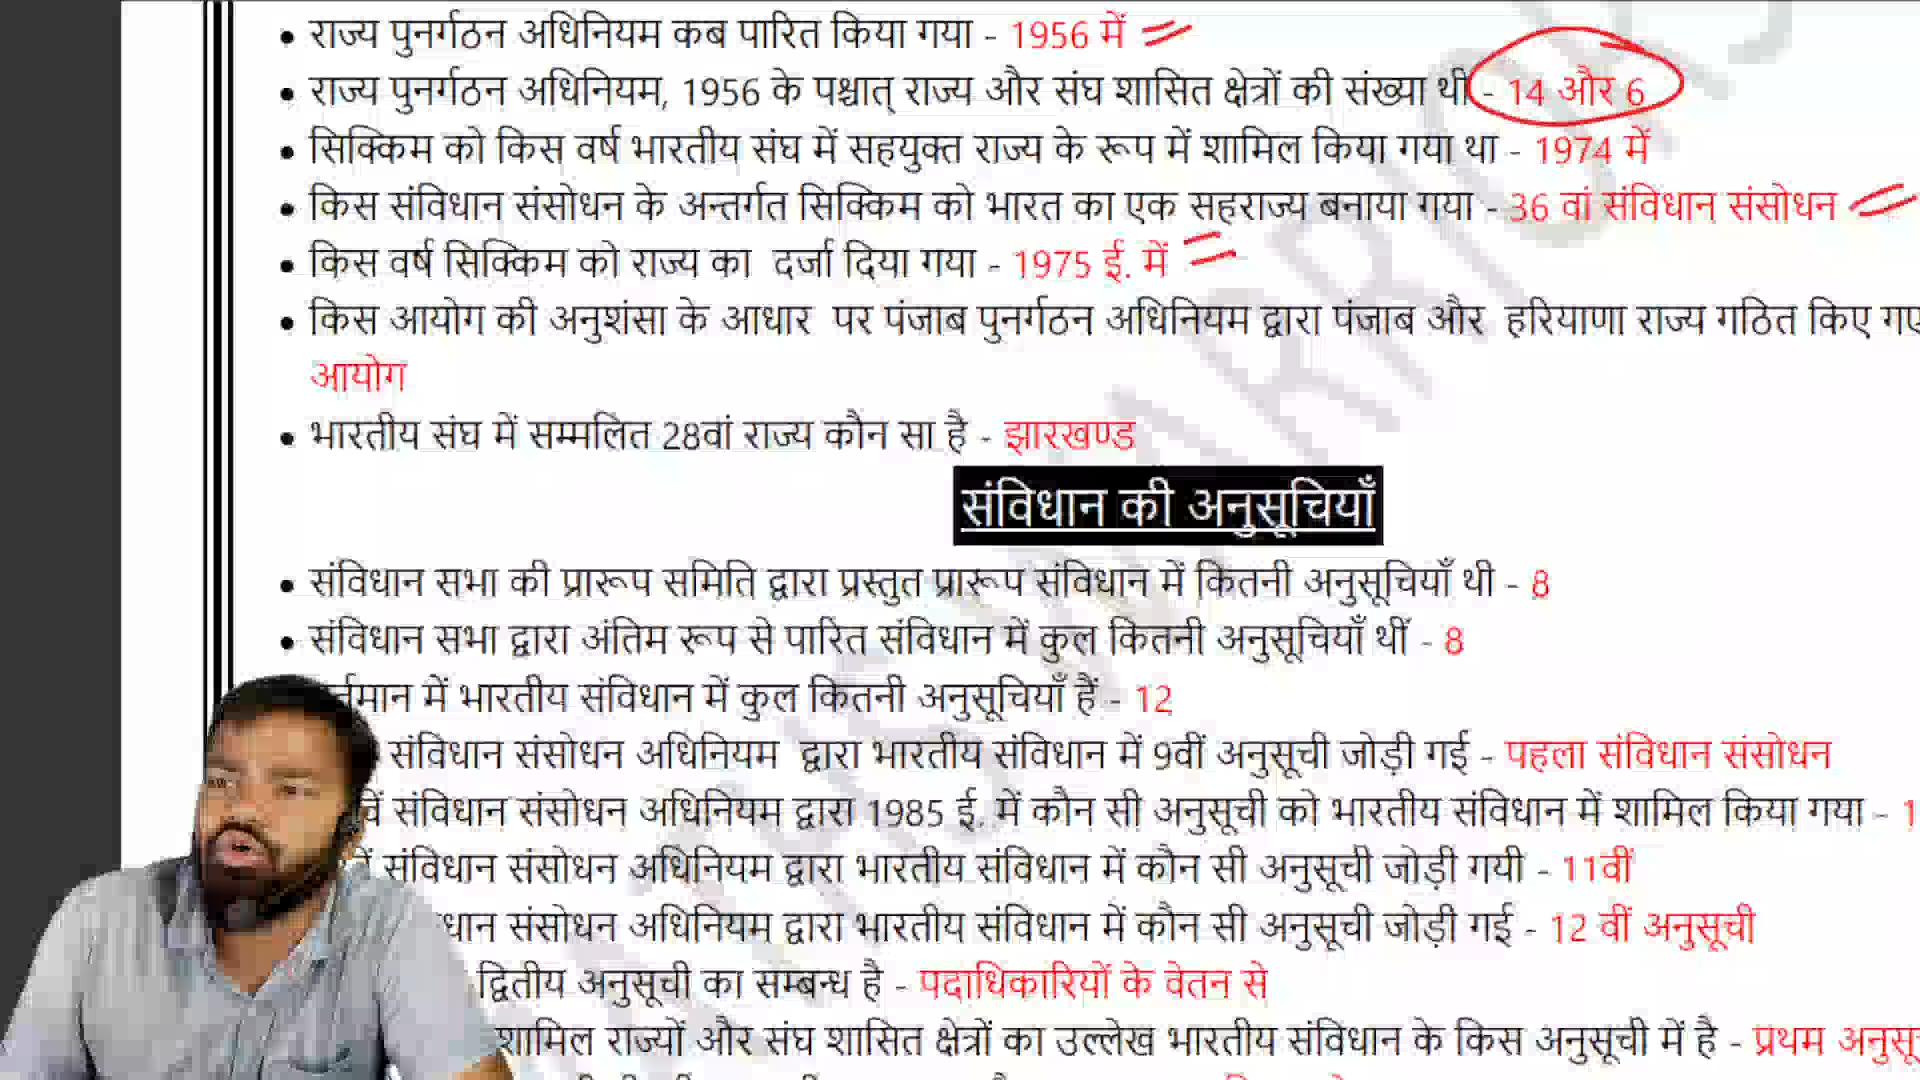 • राज्य पुनर्गठन अधिनियम कब पारित किया गया - 1956 में
• राज्य पुनर्गठन अधिनियम, 1956 के पश्चात् राज्य और संघ शासित क्षेत्रों की संख्या थी - 14 और 6
• सिक्किम को किस वर्ष भारतीय संघ में सहयुक्त राज्य के रूप में शामिल किया गया था - 1974 में
• किस संविधान संसोधन के अन्तर्गत सिक्किम को भारत का एक सहराज्य बनाया गया - 36 वां संविधान संसोधन
• किस वर्ष सिक्किम को राज्य का दर्जा दिया गया - 1975 ई. में
• किस आयोग की अनुशंसा के आधार पर पंजाब पुनर्गठन अधिनियम द्वारा पंजाब और हरियाणा राज्य गठित किए गए
आयोग
• भारतीय संघ में सम्मलित 28वां राज्य कौन सा है - झारखण्ड
संविधान की अनुसूचियाँ
• संविधान सभा की प्रारूप समिति द्वारा प्रस्तुत प्रारूप संविधान में कितनी अनुसूचियाँ थी - 8
• संविधान सभा द्वारा अंतिम रूप से पारित संविधान में कुल कितनी अनुसूचियाँ थीं - 8
में भारतीय संविधान में कुल कितनी अनुसूचियाँ हैं - 12
संविधान संसोधन अधिनियम द्वारा भारतीय संविधान में 9वीं अनुसूची जोड़ी गई - पहला संविधान संसोधन
संविधान संसोधन अधिनियम द्वारा 1985 ई. में कौन सी अनुसूची को भारतीय संविधान में शामिल किया गया -
संविधान संसोधन अधिनियम द्वारा भारतीय संविधान में कौन सी अनुसूची जोड़ी गयी - 11वीं
संसोधन अधिनियम द्वारा भारतीय संविधान में कौन सी अनुसूची जोड़ी गई - 12 वीं अनुसूची
द्वितीय अनुसूची का सम्बन्ध है - पदाधिकारियों के वेतन से
शामिल राज्यों और संघ शासित क्षेत्रों का उल्लेख भारतीय संविधान के किस अनुसूची में है - प्रथम